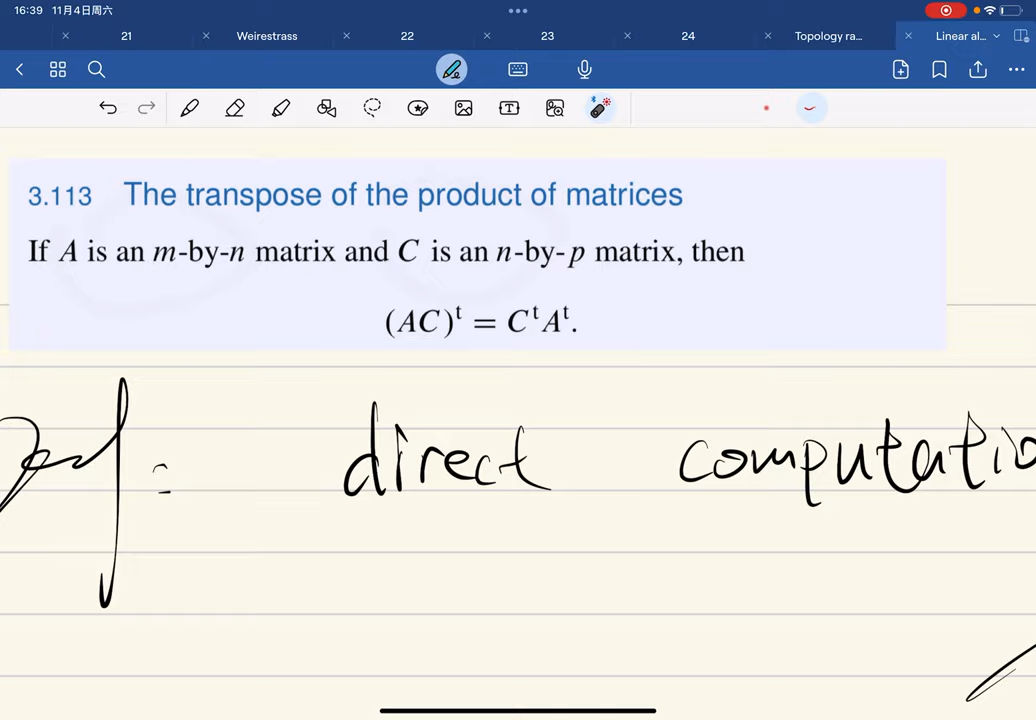 16:39 11月4日周六
21 Weirestrass 22 23 24 Topology ra... Linear al...
3.113 The transpose of the product of matrices
If A is an m-by-n matrix and C is an n-by-p matrix, then
(AC)ᵗ = CᵗAᵗ.
direct computatio